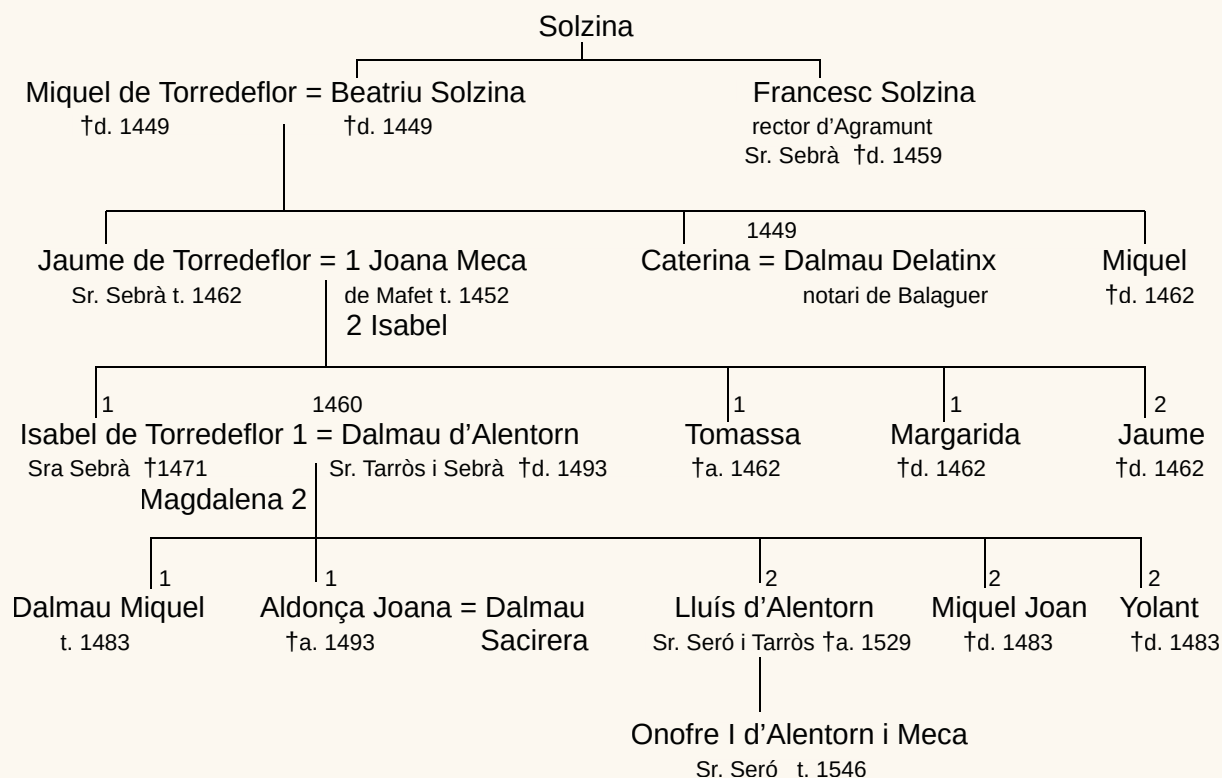 Solzina
Miquel de Torredeflor = Beatriu Solzina Francesc Solzina
†d. 1449 †d. 1449 rector d’Agramunt
Sr. Sebrà †d. 1459
1449
Jaume de Torredeflor = 1 Joana Meca Caterina = Dalmau Delatinx Miquel
Sr. Sebrà t. 1462 de Mafet t. 1452 notari de Balaguer †d. 1462
2 Isabel
1 1460 1 1 2
Isabel de Torredeflor 1 = Dalmau d’Alentorn Tomassa Margarida Jaume
Sra Sebrà †1471 Sr. Tarròs i Sebrà †d. 1493 †a. 1462 †d. 1462 †d. 1462
Magdalena 2
1 1 2 2 2
Dalmau Miquel Aldonça Joana = Dalmau Lluís d’Alentorn Miquel Joan Yolant
t. 1483 †a. 1493 Sacirera Sr. Seró i Tarròs †a. 1529 †d. 1483 †d. 1483
Onofre I d’Alentorn i Meca
Sr. Seró t. 1546